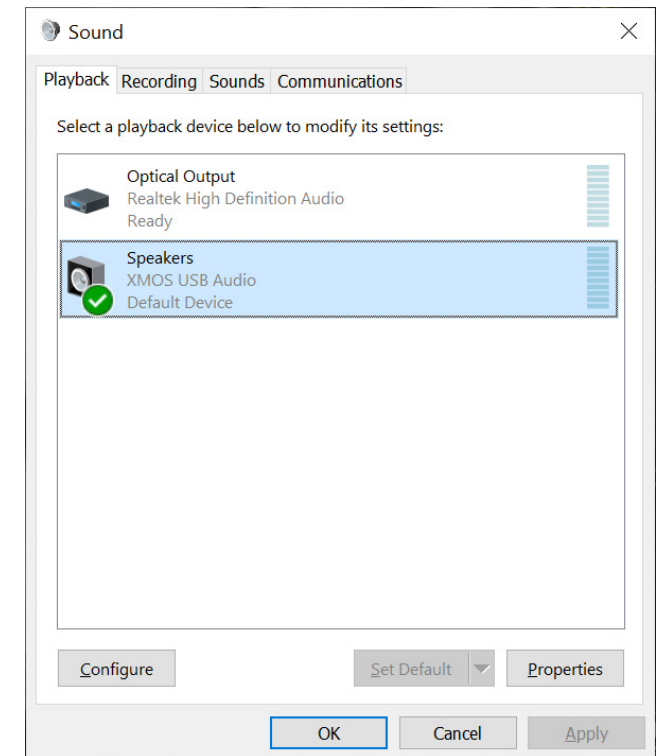 Sound
Playback Recording Sounds Communications
Select a playback device below to modify its settings:
Optical Output
Realtek High Definition Audio
Ready
Speakers
XMOS USB Audio
Default Device
Configure Set Default Properties
OK Cancel Apply